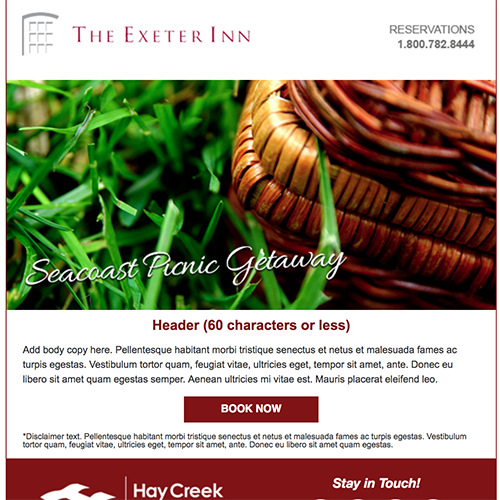 THE EXETER INN
RESERVATIONS
1.800.782.8444
Seacoast Picnic Getaway
Header (60 characters or less)
Add body copy here. Pellentesque habitant morbi tristique senectus et netus et malesuada fames ac
turpis egestas. Vestibulum tortor quam, feugiat vitae, ultricies eget, tempor sit amet, ante. Donec eu
libero sit amet quam egestas semper. Aenean ultricies mi vitae est. Mauris placerat eleifend leo.
BOOK NOW
*Disclaimer text. Pellentesque habitant morbi tristique senectus et netus et malesuada fames ac turpis egestas. Vestibulum
tortor quam, feugiat vitae, ultricies eget, tempor sit amet, ante. Donec eu libero sit amet quam egestas.
Hay Creek
Stay in Touch!